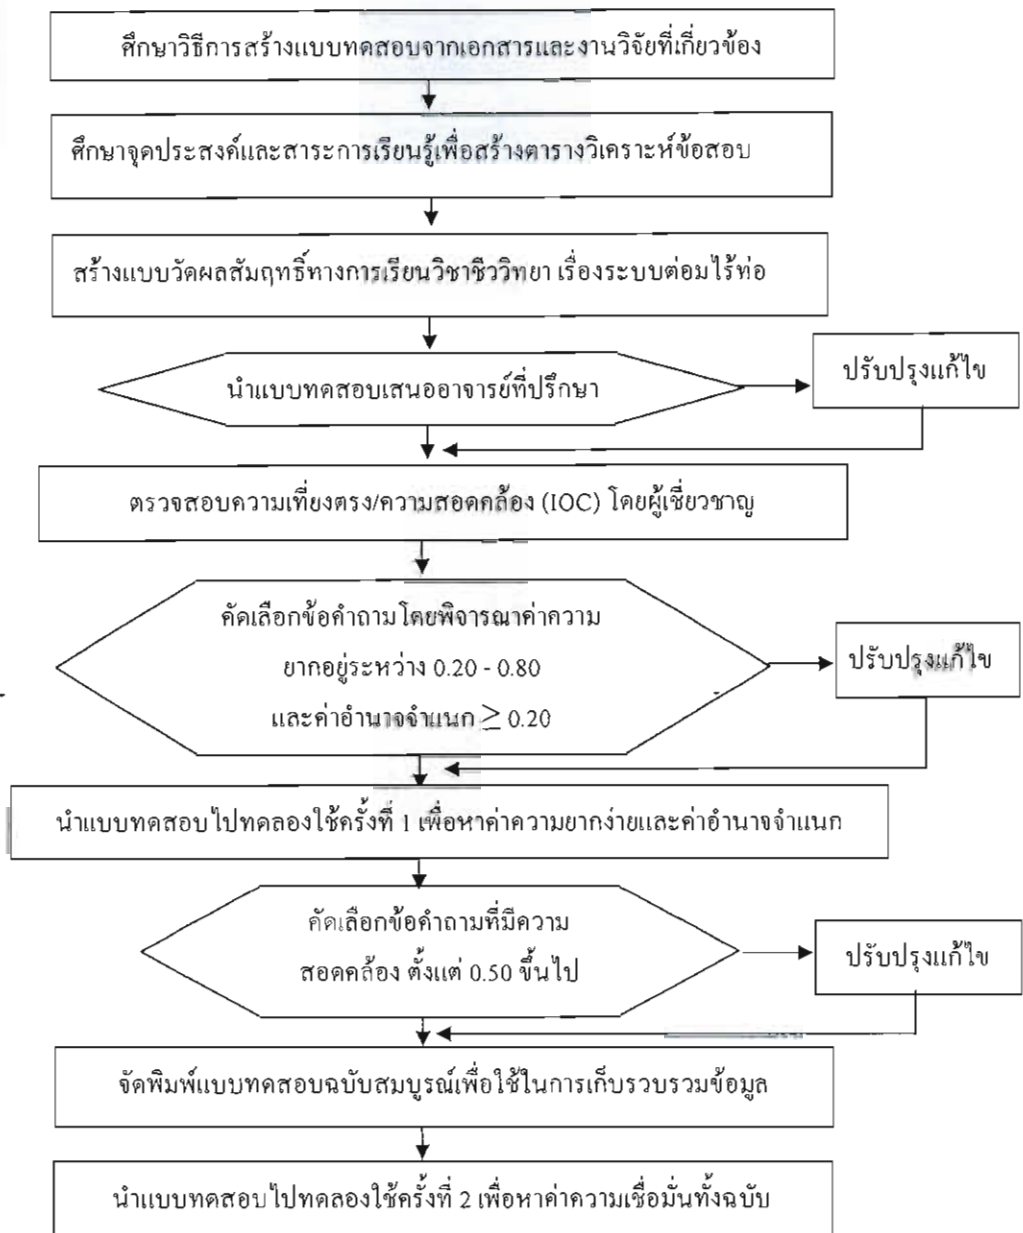 ศึกษาวิธีการสร้างแบบทดสอบจากเอกสารและงานวิจัยที่เกี่ยวข้อง
ศึกษาจุดประสงค์และสาระการเรียนรู้เพื่อสร้างตารางวิเคราะห์ข้อสอบ
สร้างแบบวัดผลสัมฤทธิ์ทางการเรียนวิชาชีววิทยา เรื่องระบบต่อมไร้ท่อ
นำแบบทดสอบเสนออาจารย์ที่ปรึกษา
ปรับปรุงแก้ไข
ตรวจสอบความเที่ยงตรง/ความสอดคล้อง (IOC) โดยผู้เชี่ยวชาญ
คัดเลือกข้อคำถามโดยพิจารณาค่าความ
ยากอยู่ระหว่าง 0.20 - 0.80
และค่าอำนาจจำแนก ≥ 0.20
ปรับปรุงแก้ไข
นำแบบทดสอบไปทดลองใช้ครั้งที่ 1 เพื่อหาค่าความยากง่ายและค่าอำนาจจำแนก
คัดเลือกข้อคำถามที่มีความ
สอดคล้อง ตั้งแต่ 0.50 ขึ้นไป
ปรับปรุงแก้ไข
จัดพิมพ์แบบทดสอบฉบับสมบูรณ์เพื่อใช้ในการเก็บรวบรวมข้อมูล
นำแบบทดสอบไปทดลองใช้ครั้งที่ 2 เพื่อหาค่าความเชื่อมั่นทั้งฉบับ